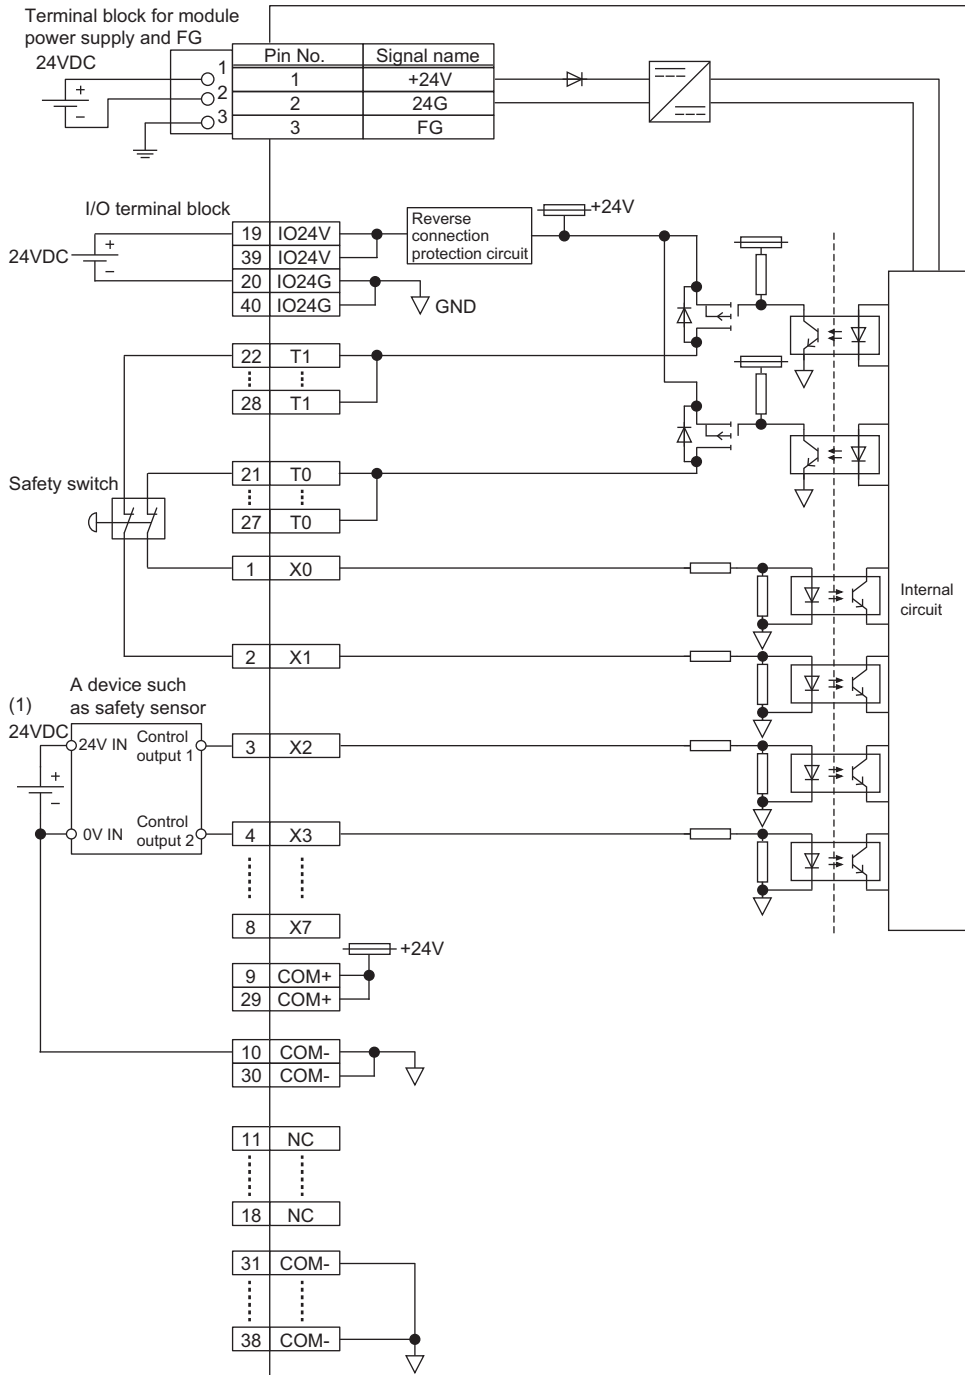 Terminal block for module
power supply and FG
24VDC
+
−
1
2
3
Pin No. Signal name
1 +24V
2 24G
3 FG
I/O terminal block
24VDC
+
−
19 IO24V
39 IO24V
20 IO24G
40 IO24G
Reverse
connection
protection circuit
+24V
GND
22 T1
28 T1
Safety switch
21 T0
27 T0
1 X0
2 X1
Internal
circuit
(1)
24VDC
+
−
A device such
as safety sensor
24V IN
Control
output 1
0V IN
Control
output 2
3 X2
4 X3
8 X7
+24V
9 COM+
29 COM+
10 COM-
30 COM-
11 NC
18 NC
31 COM-
38 COM-